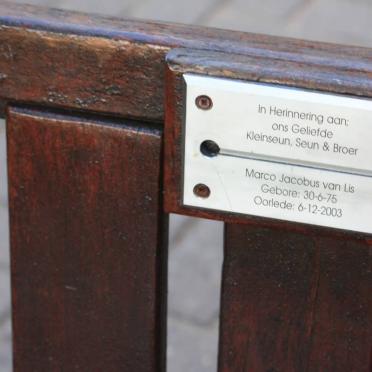 In Herinnering aan:
ons Geliefde
Kleinseun, Seun & Broer
Marco Jacobus van Lis
Gebore: 30-6-75
Oorlede: 6-12-2003